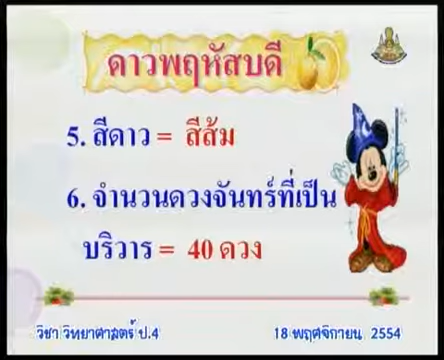 ดาวพฤหัสบดี
5. สีดาว = สีส้ม
6. จำนวนดวงจันทร์ที่เป็น
บริวาร = 40 ดวง
วิชา วิทยาศาสตร์ ป.4 18 พฤศจิกายน 2554